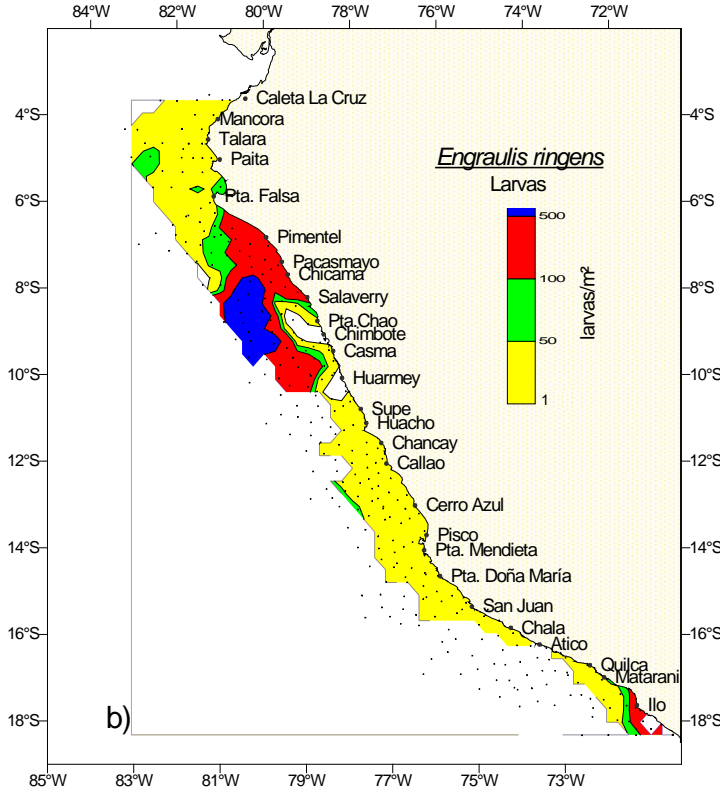 84°W 82°W 80°W 78°W 76°W 74°W 72°W
4°S 4°S
6°S 6°S
8°S 8°S
10°S 10°S
12°S 12°S
14°S 14°S
16°S 16°S
18°S 18°S
85°W 83°W 81°W 79°W 77°W 75°W 73°W
Caleta La Cruz
Mancora
Talara
Paita
Pta. Falsa
Pimentel
Pacasmayo
Chicama
Salaverry
Pta.Chao
Chimbote
Casma
Huarmey
Supe
Huacho
Chancay
Callao
Cerro Azul
Pisco
Pta. Mendieta
Pta. Doña María
San Juan
Chala
Atico
Quilca
Matarani
Ilo
Engraulis ringens
Larvas
500
100
50
1
larvas/m²
b)